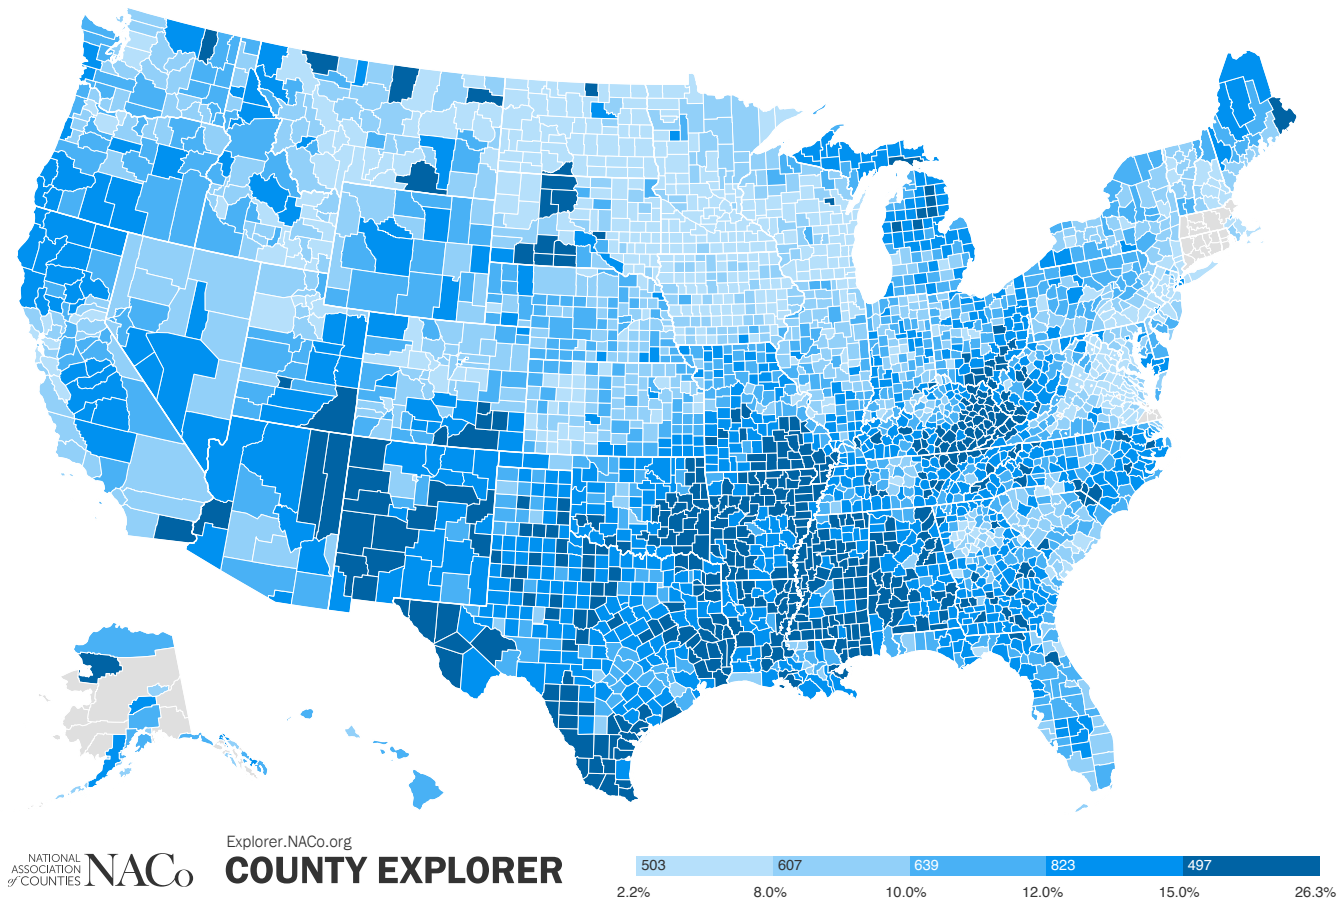 NATIONAL
ASSOCIATION
of COUNTIES
NACo
Explorer.NACo.org
COUNTY EXPLORER
503 607 639 823 497
2.2% 8.0% 10.0% 12.0% 15.0% 26.3%